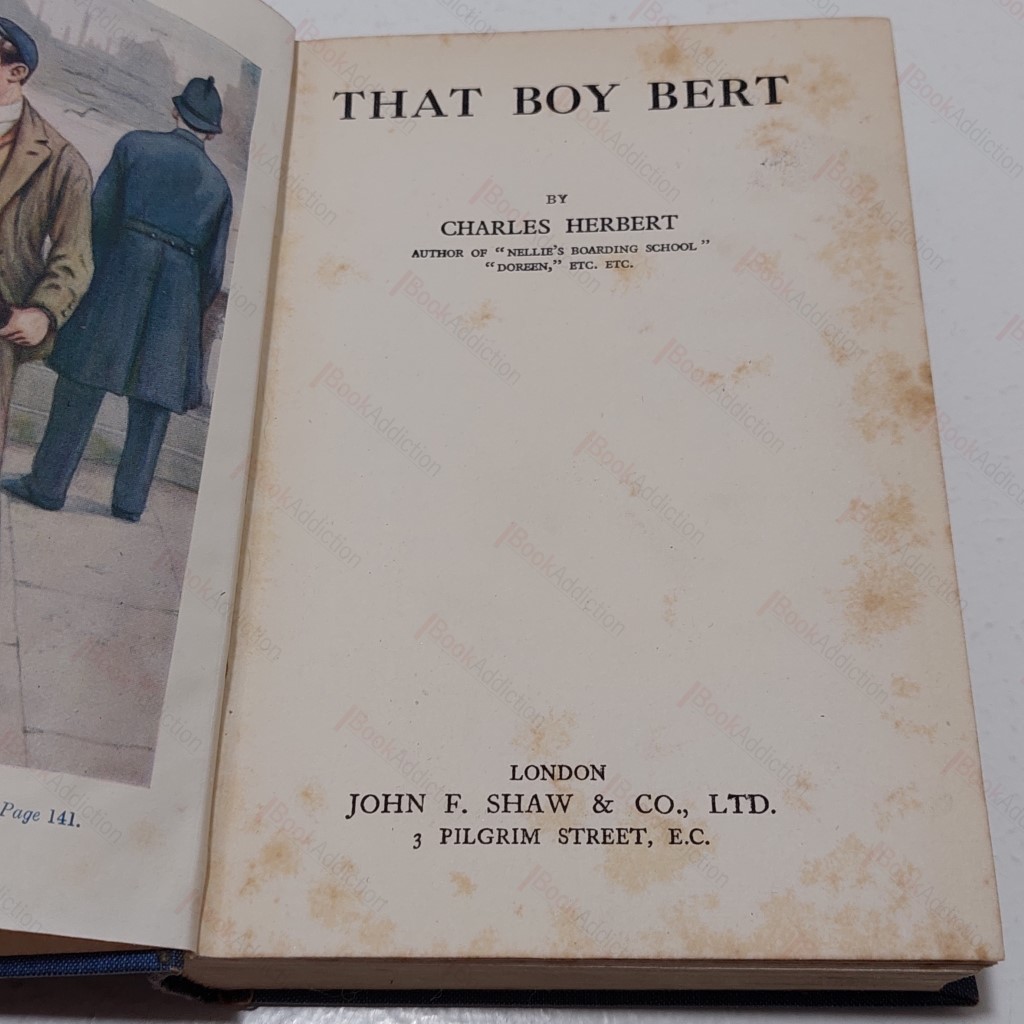 THAT BOY BERT
BY
CHARLES HERBERT
AUTHOR OF "NELLIE'S BOARDING SCHOOL"
"DOREEN," ETC. ETC.
LONDON
JOHN F. SHAW & CO., LTD.
3 PILGRIM STREET, E.C.
Page 141.
BookAddiction